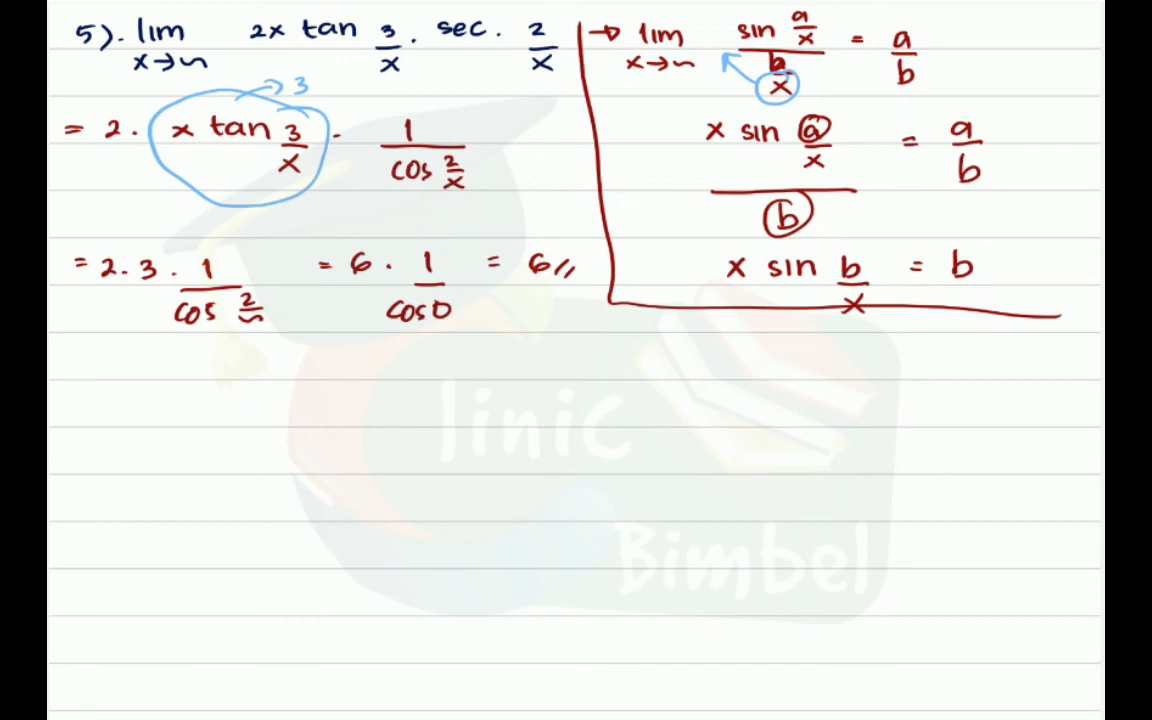 5). lim x→∞ 2x tan 3/x . sec. 2/x
= 2. x tan 3/x . 1/cos 2/x
→ 3
= 2.3. 1/cos 2/∞ = 6 . 1/cos 0 = 6//
→ lim x→∞ sin a/x / b/x = a/b
x sin a/x / b = a/b
x sin b/x = b
Jinic
Bimbel